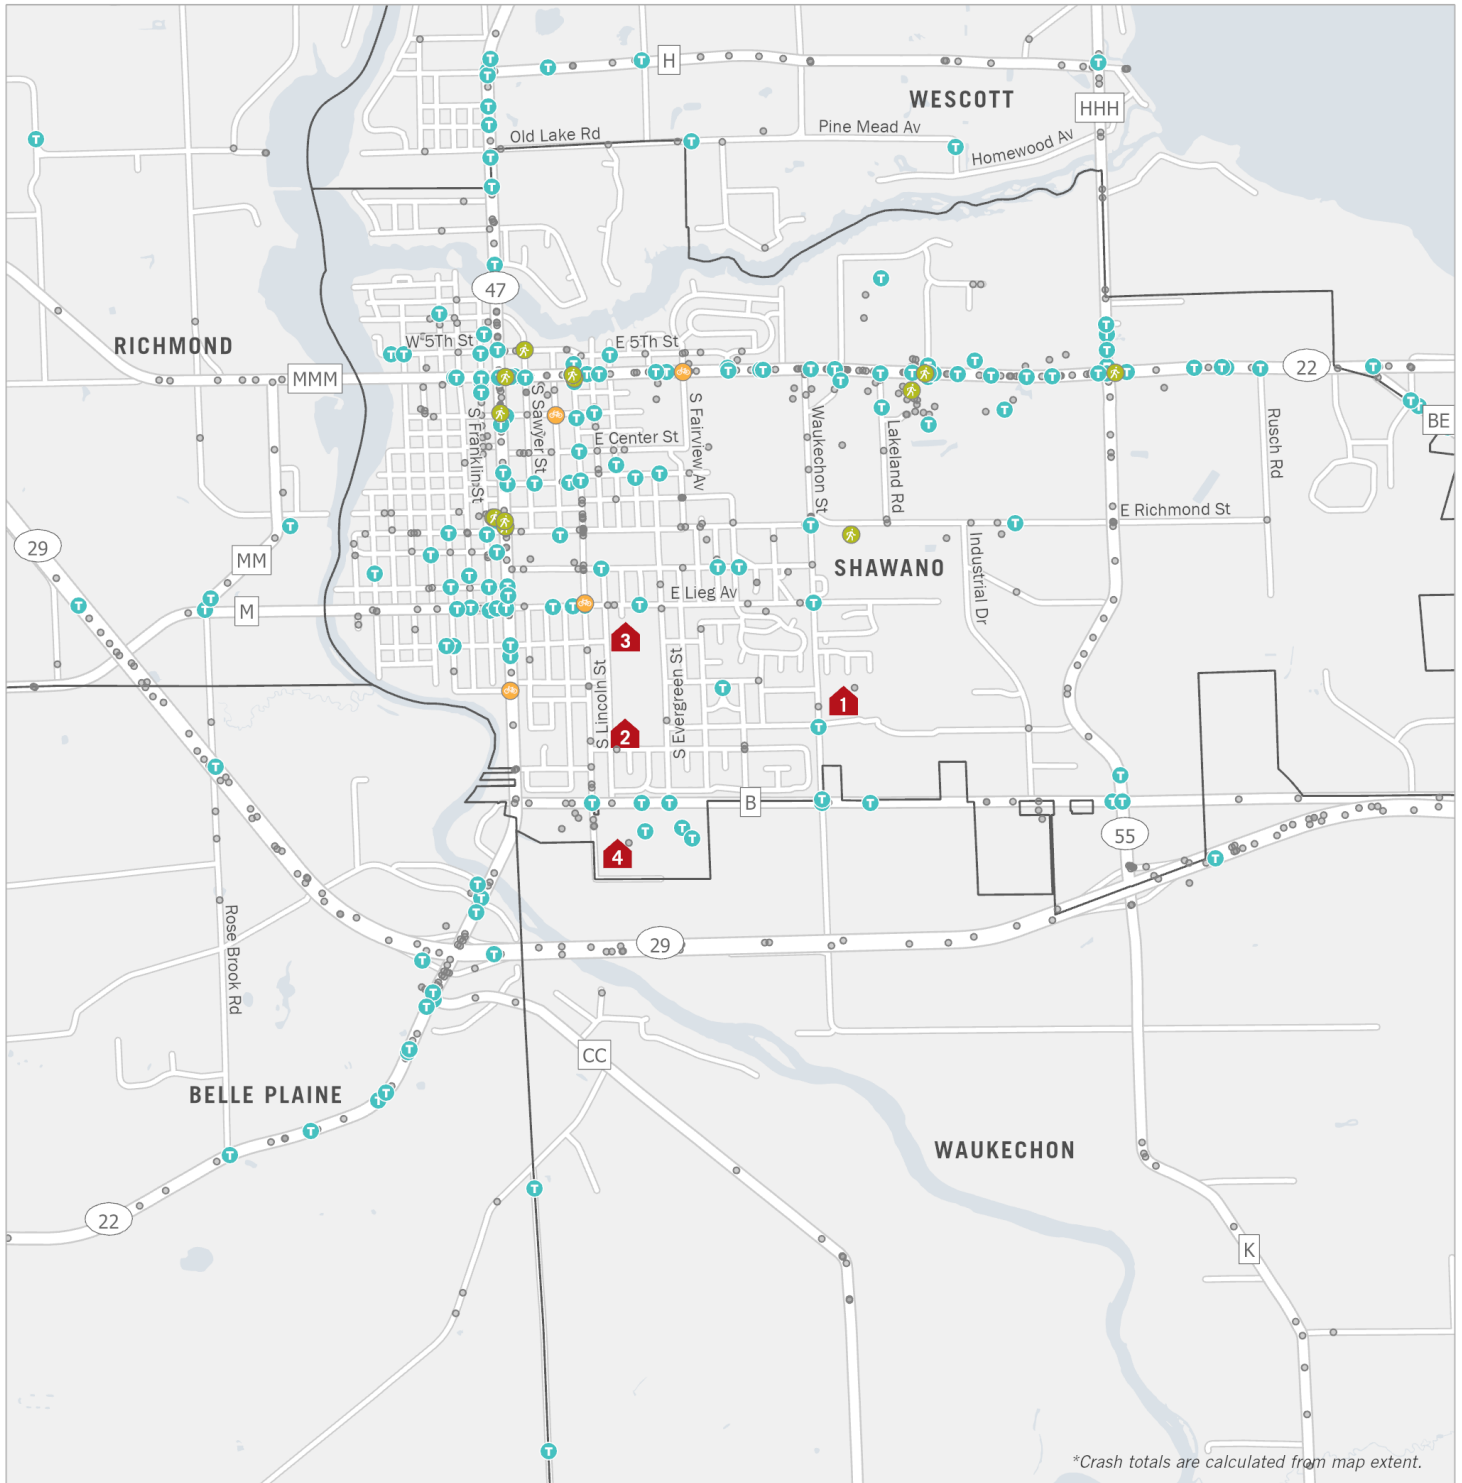 H
WESCOTT
HHH
Old Lake Rd
Pine Mead Av
Homewood Av
47
W 5Th St
E 5Th St
RICHMOND
MMM
22
BE
S Franklin St
S Sawyer St
S Fairview Av
Waukechon St
Lakeland Rd
Rusch Rd
E Center St
E Richmond St
29
MM
SHAWANO
Industrial Dr
M
E Lieg Av
3
S Lincoln St
S Evergreen St
1
2
B
55
4
Rose Brook Rd
29
CC
BELLE PLAINE
WAUKECHON
22
K
*Crash totals are calculated from map extent.